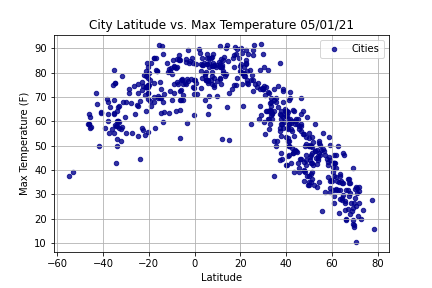 City Latitude vs. Max Temperature 05/01/21
Cities
Max Temperature (F)
90
80
70
60
50
40
30
20
10
−60 −40 −20 0 20 40 60 80
Latitude